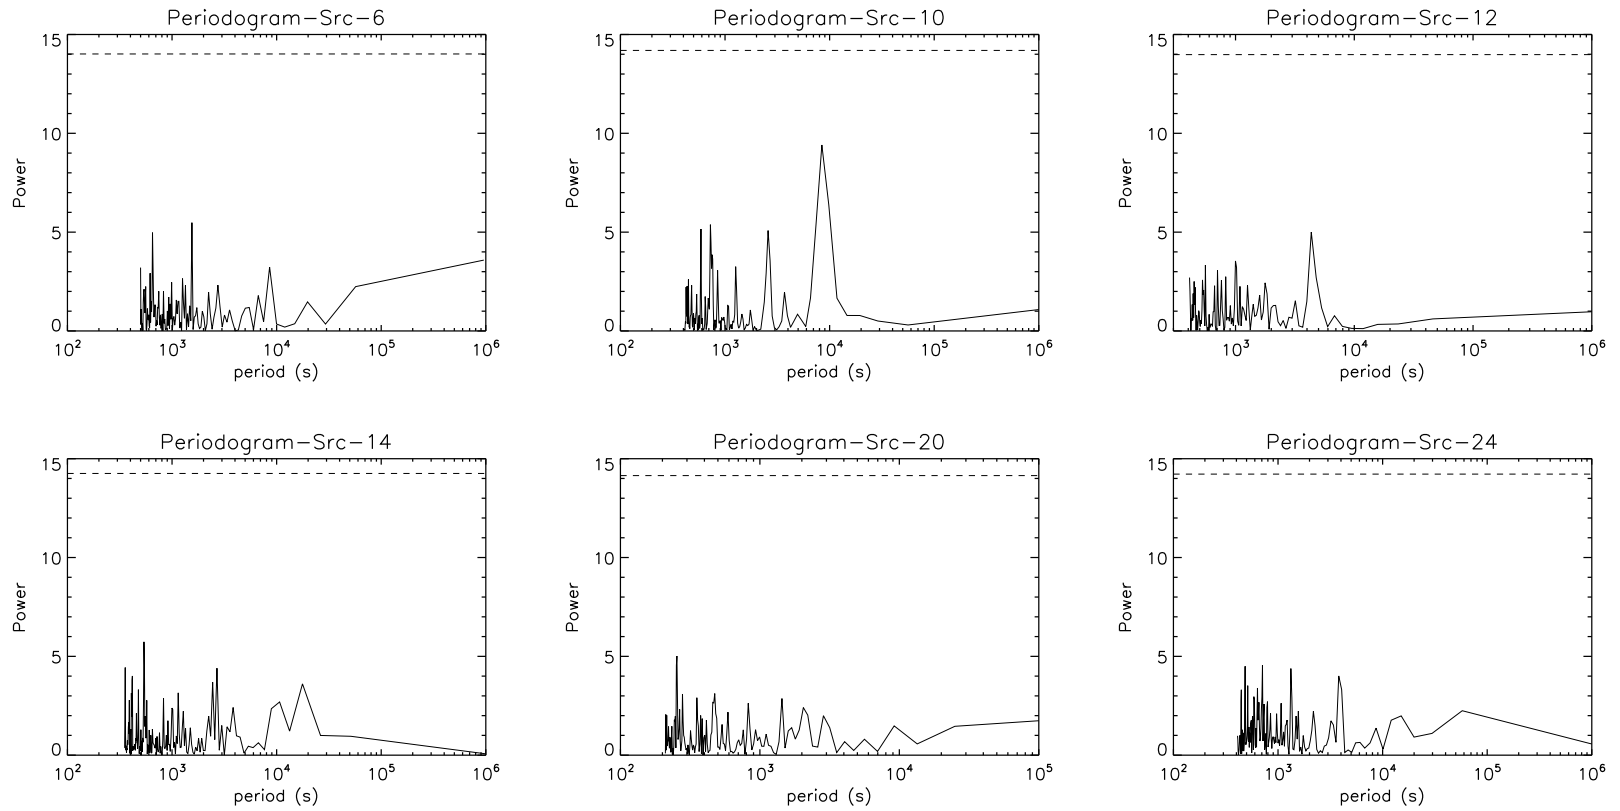 Periodogram−Src−6
15
10
5
0
Power
10² 10³ 10⁴ 10⁵ 10⁶
period (s)
Periodogram−Src−10
15
10
5
0
Power
10² 10³ 10⁴ 10⁵ 10⁶
period (s)
Periodogram−Src−12
15
10
5
0
Power
10³ 10⁴ 10⁵ 10⁶
period (s)
Periodogram−Src−14
15
10
5
0
Power
10² 10³ 10⁴ 10⁵ 10⁶
period (s)
Periodogram−Src−20
15
10
5
0
Power
10² 10³ 10⁴ 10⁵
period (s)
Periodogram−Src−24
15
10
5
0
Power
10² 10³ 10⁴ 10⁵ 10⁶
period (s)